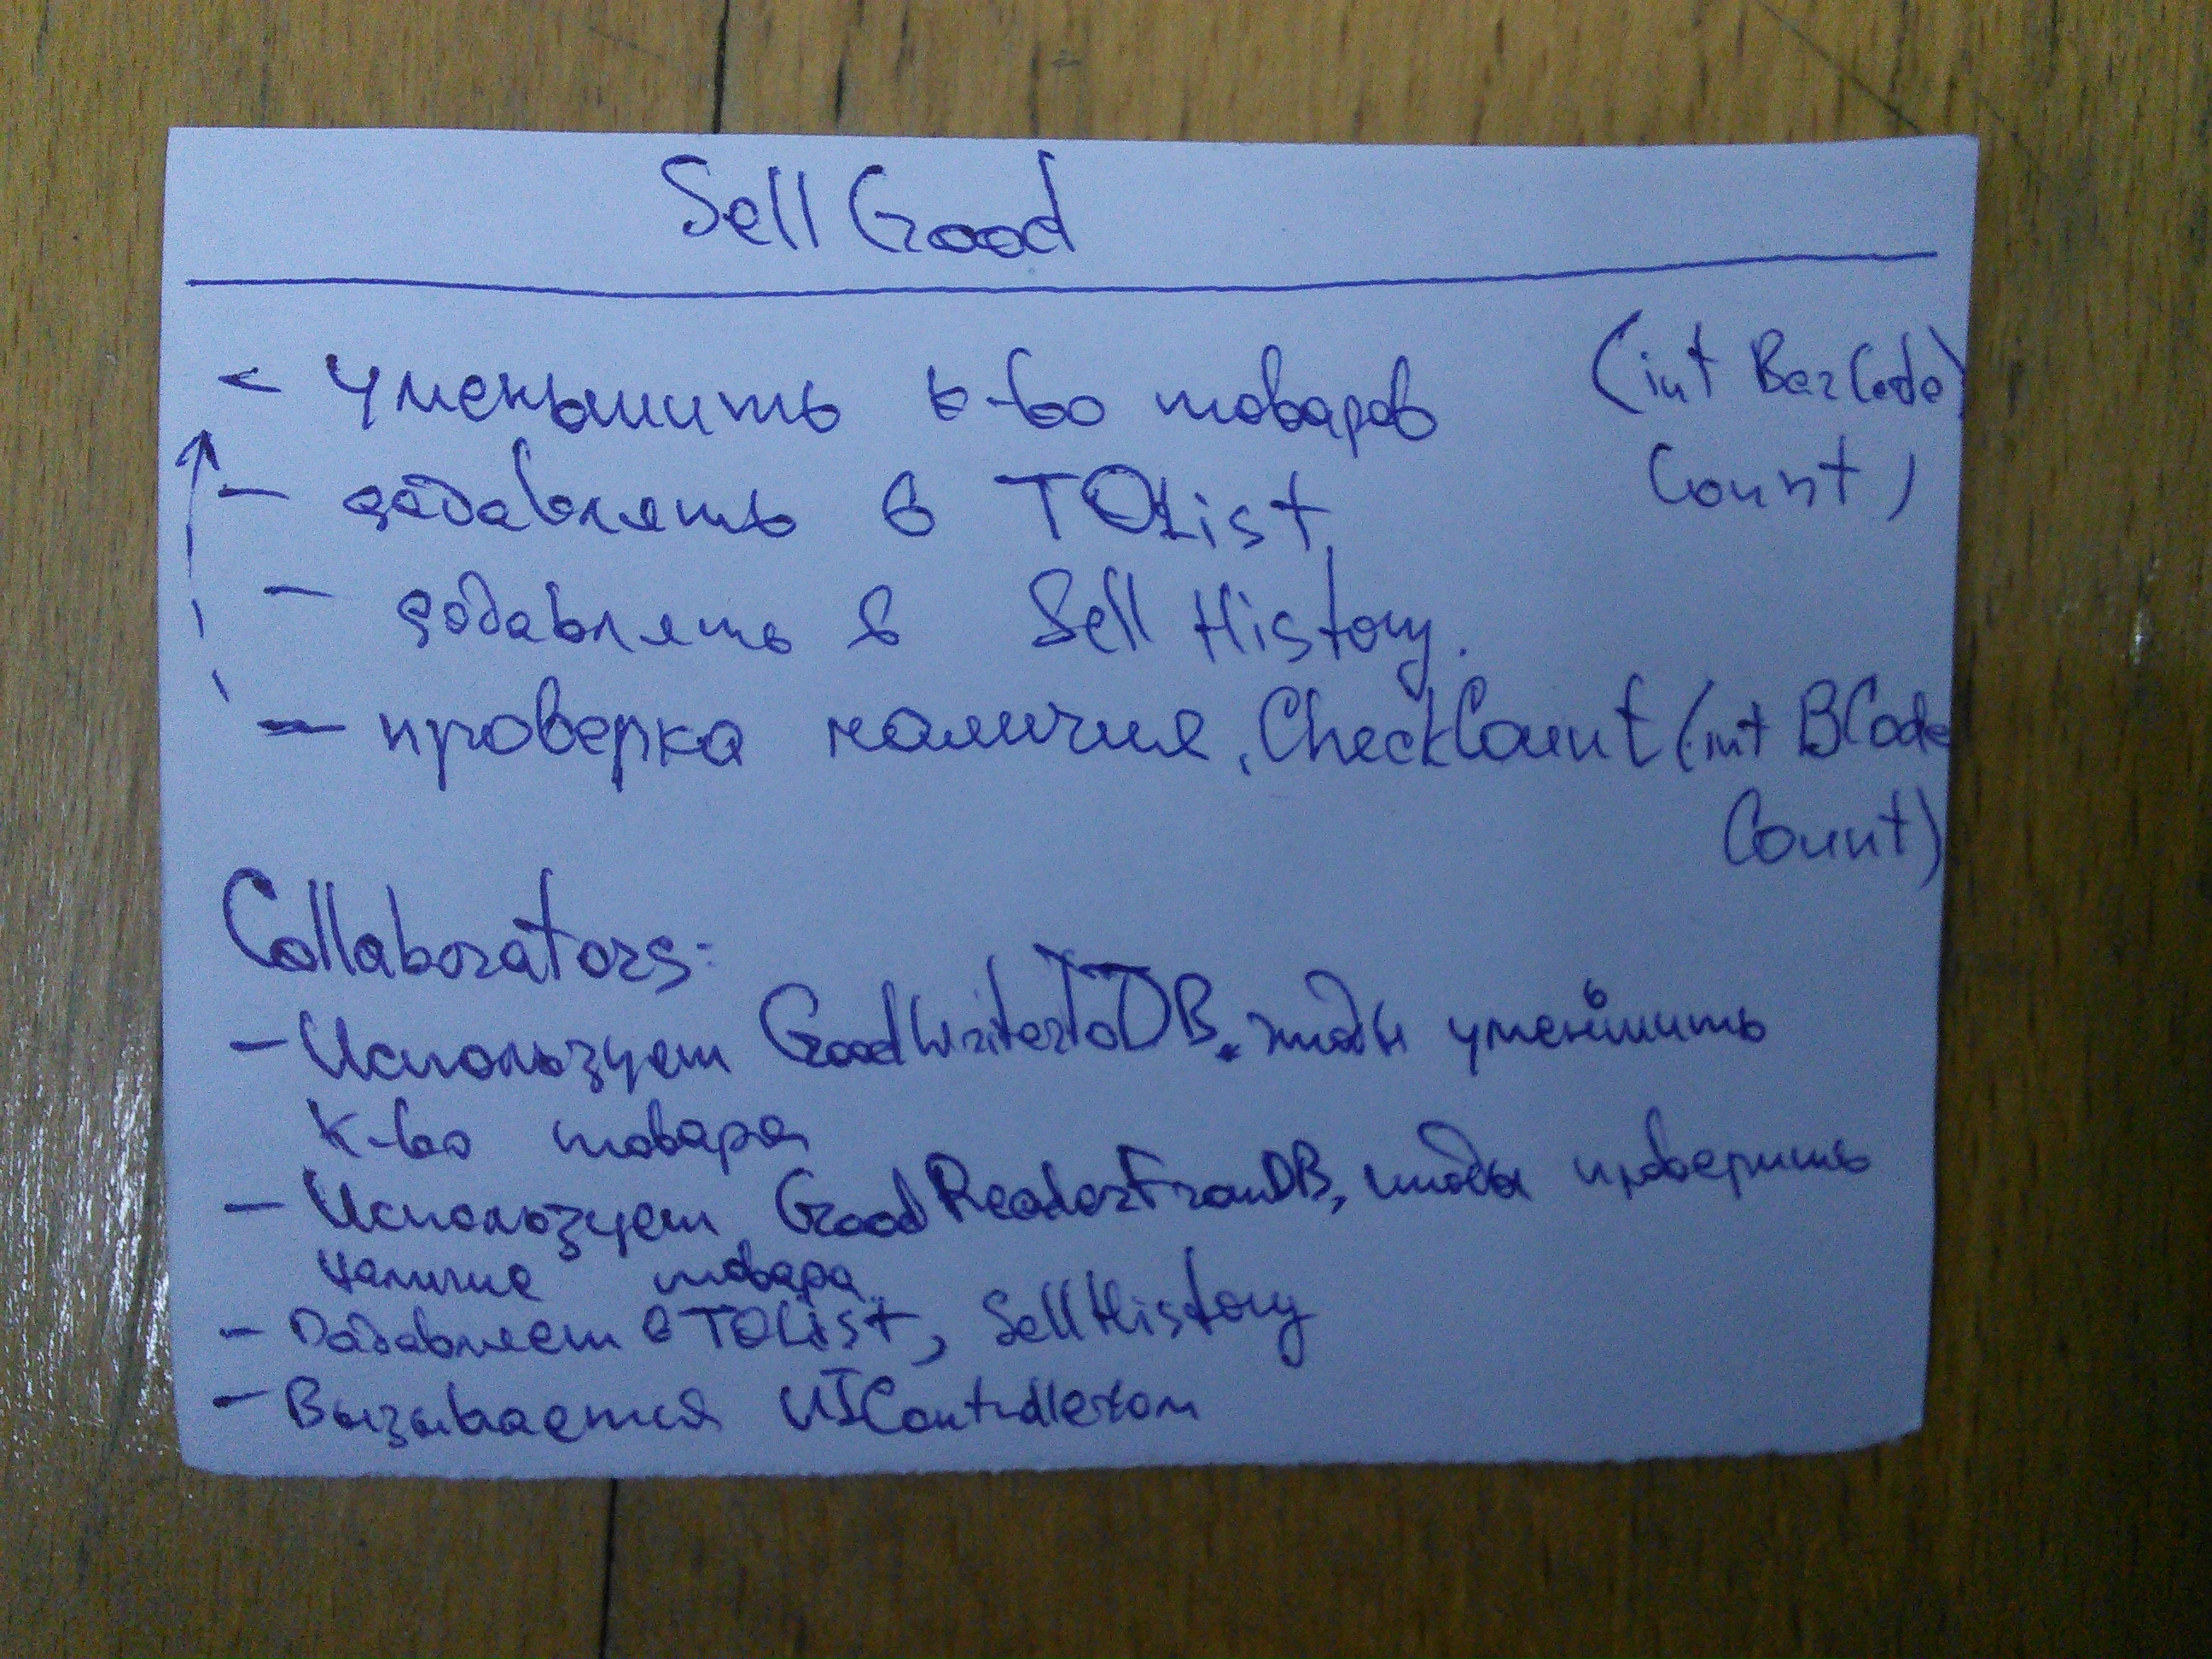 Sell Good
- Уменьшить к-во товаров (int BarCode,
- добавлять в TOList Count)
- добавлять в Sell History.
- проверка наличия, CheckCount (int BCode
Count)
Collaborators:
- Использует GoodWriterToDB, чтобы уменьшить
к-во товара
- Использует GoodReaderFromDB, чтобы проверить
наличие товара
- Добавляет в TOList, SellHistory
- Вызывается UIControllerом